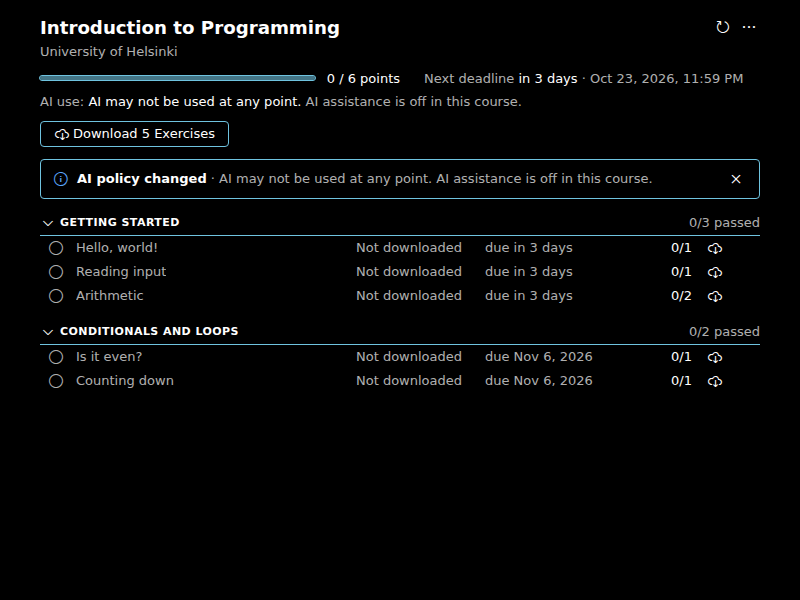 Introduction to Programming
University of Helsinki
0 / 6 points Next deadline in 3 days · Oct 23, 2026, 11:59 PM
AI use: AI may not be used at any point. AI assistance is off in this course.
Download 5 Exercises
AI policy changed · AI may not be used at any point. AI assistance is off in this course.
GETTING STARTED 0/3 passed
Hello, world! Not downloaded due in 3 days 0/1
Reading input Not downloaded due in 3 days 0/1
Arithmetic Not downloaded due in 3 days 0/2
CONDITIONALS AND LOOPS 0/2 passed
Is it even? Not downloaded due Nov 6, 2026 0/1
Counting down Not downloaded due Nov 6, 2026 0/1